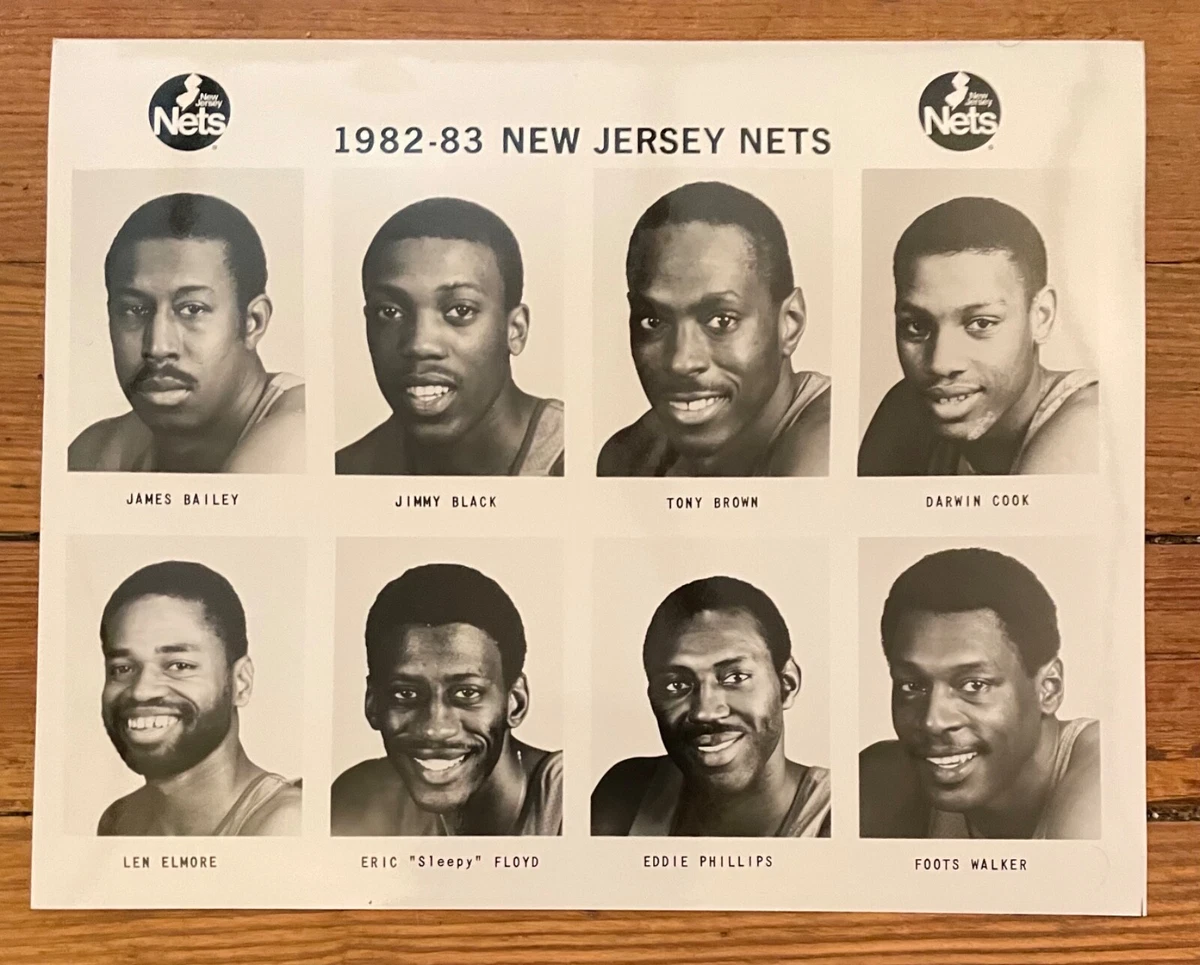 New Jersey
Nets
New Jersey
Nets
1982-83 NEW JERSEY NETS
JAMES BAILEY
JIMMY BLACK
TONY BROWN
DARWIN COOK
LEN ELMORE
ERIC "Sleepy" FLOYD
EDDIE PHILLIPS
FOOTS WALKER